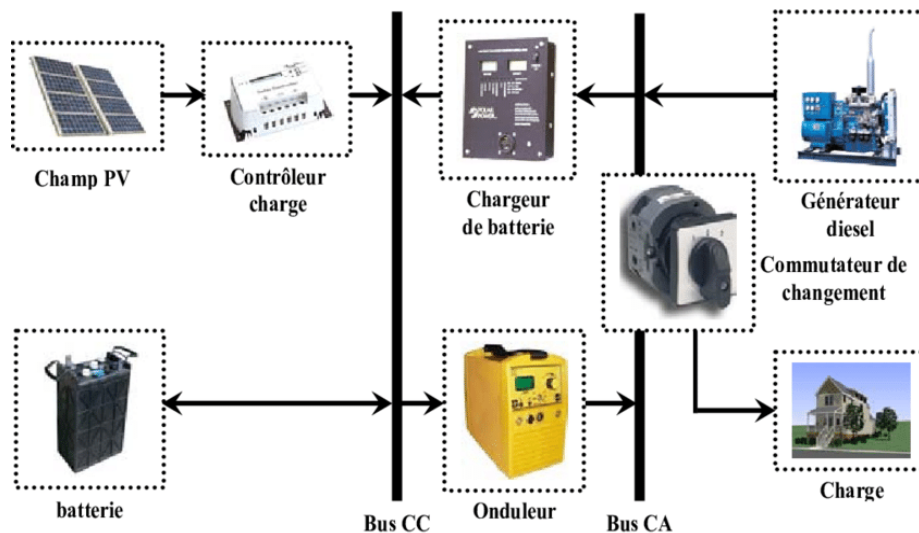 Champ PV
Contrôleur
charge
Chargeur
de batterie
Générateur
diesel
Commutateur de
changement
batterie
Bus CC
Onduleur
Bus CA
Charge